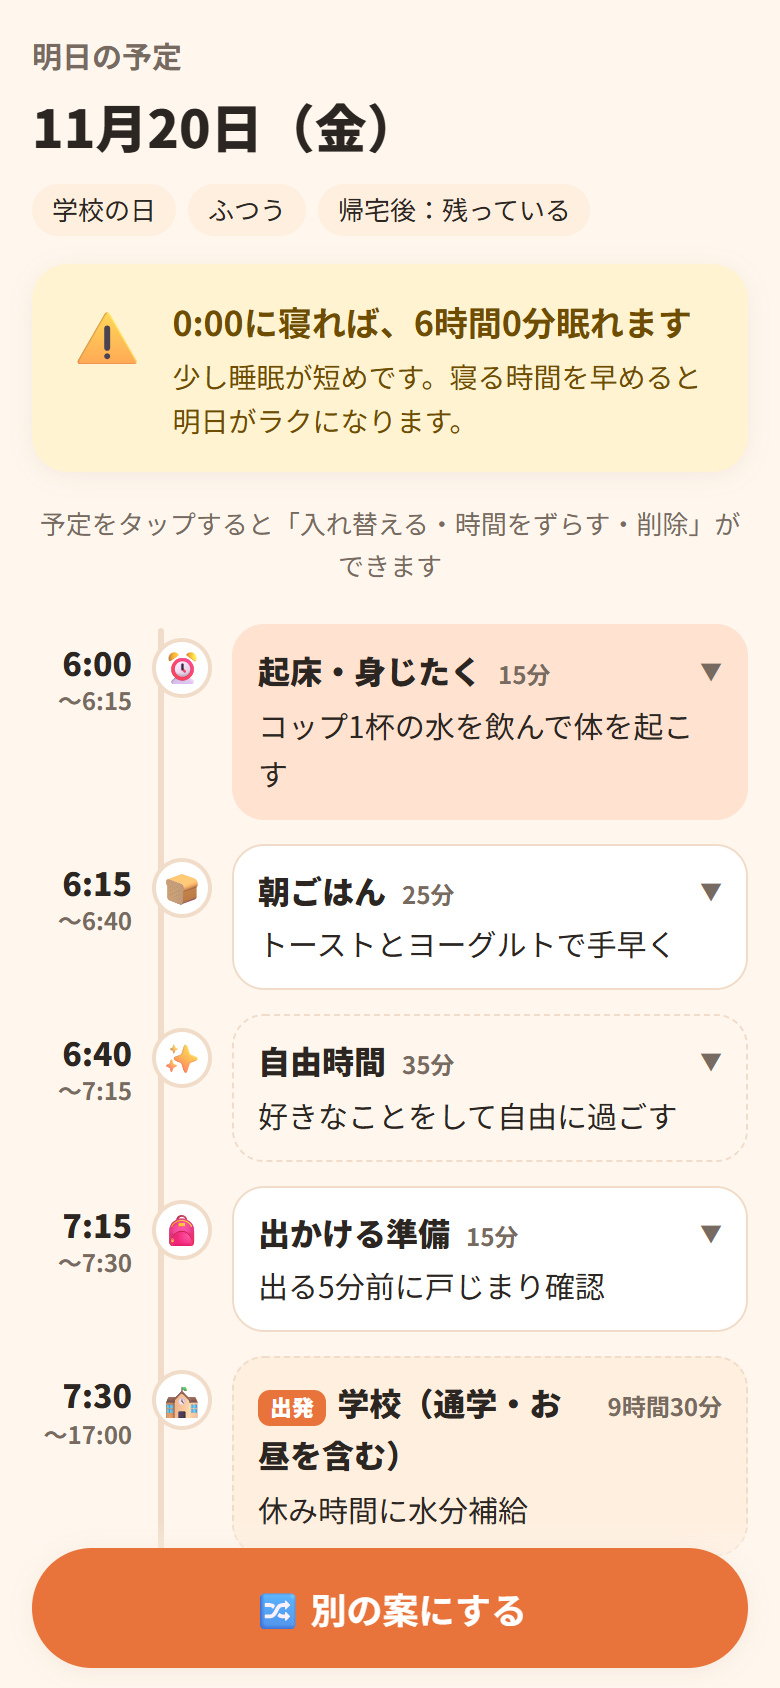 明日の予定
11月20日（金）
学校の日 ふつう 帰宅後：残っている
0:00に寝れば、6時間0分眠れます
少し睡眠が短めです。寝る時間を早めると
明日がラクになります。
予定をタップすると「入れ替える・時間をずらす・削除」が
できます
6:00
〜6:15
起床・身じたく 15分 ▼
コップ1杯の水を飲んで体を起こ
す
6:15
〜6:40
朝ごはん 25分 ▼
トーストとヨーグルトで手早く
6:40
〜7:15
自由時間 35分 ▼
好きなことをして自由に過ごす
7:15
〜7:30
出かける準備 15分 ▼
出る5分前に戸じまり確認
7:30
〜17:00
出発 学校（通学・お 9時間30分
昼を含む）
休み時間に水分補給
🔀 別の案にする